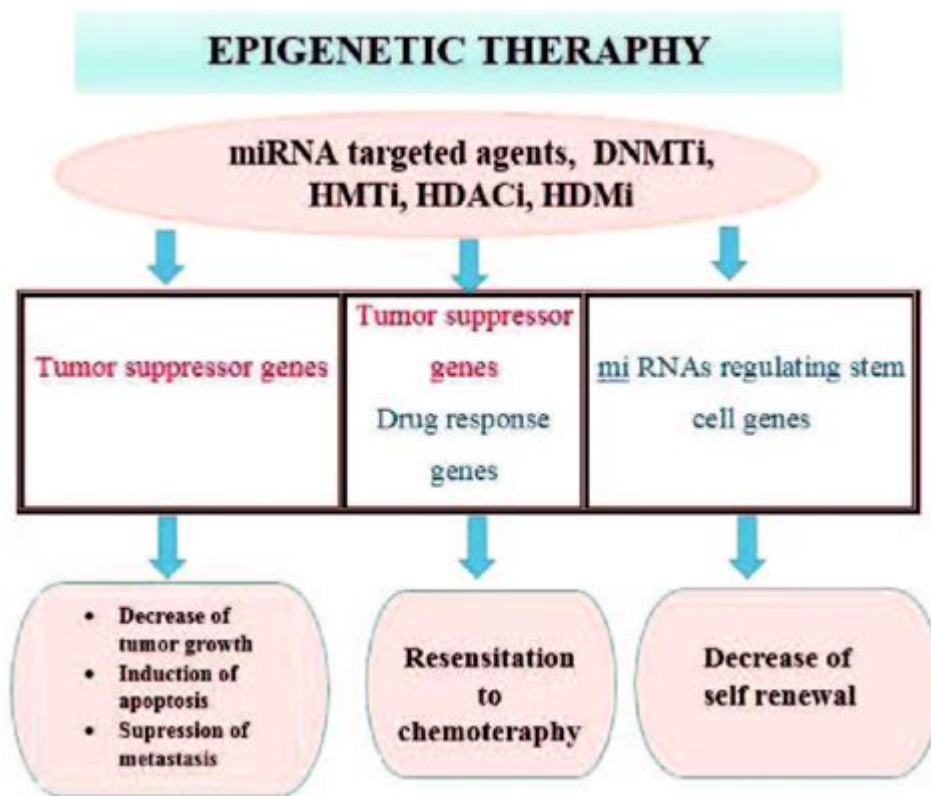 EPIGENETIC THERAPHY
miRNA targeted agents, DNMTi,
HMTi, HDACi, HDMi
Tumor suppressor genes
Tumor suppressor
genes
Drug response
genes
mi RNAs regulating stem
cell genes
• Decrease of
tumor growth
• Induction of
apoptosis
• Supression of
metastasis
Resensitation
to
chemoteraphy
Decrease of
self renewal